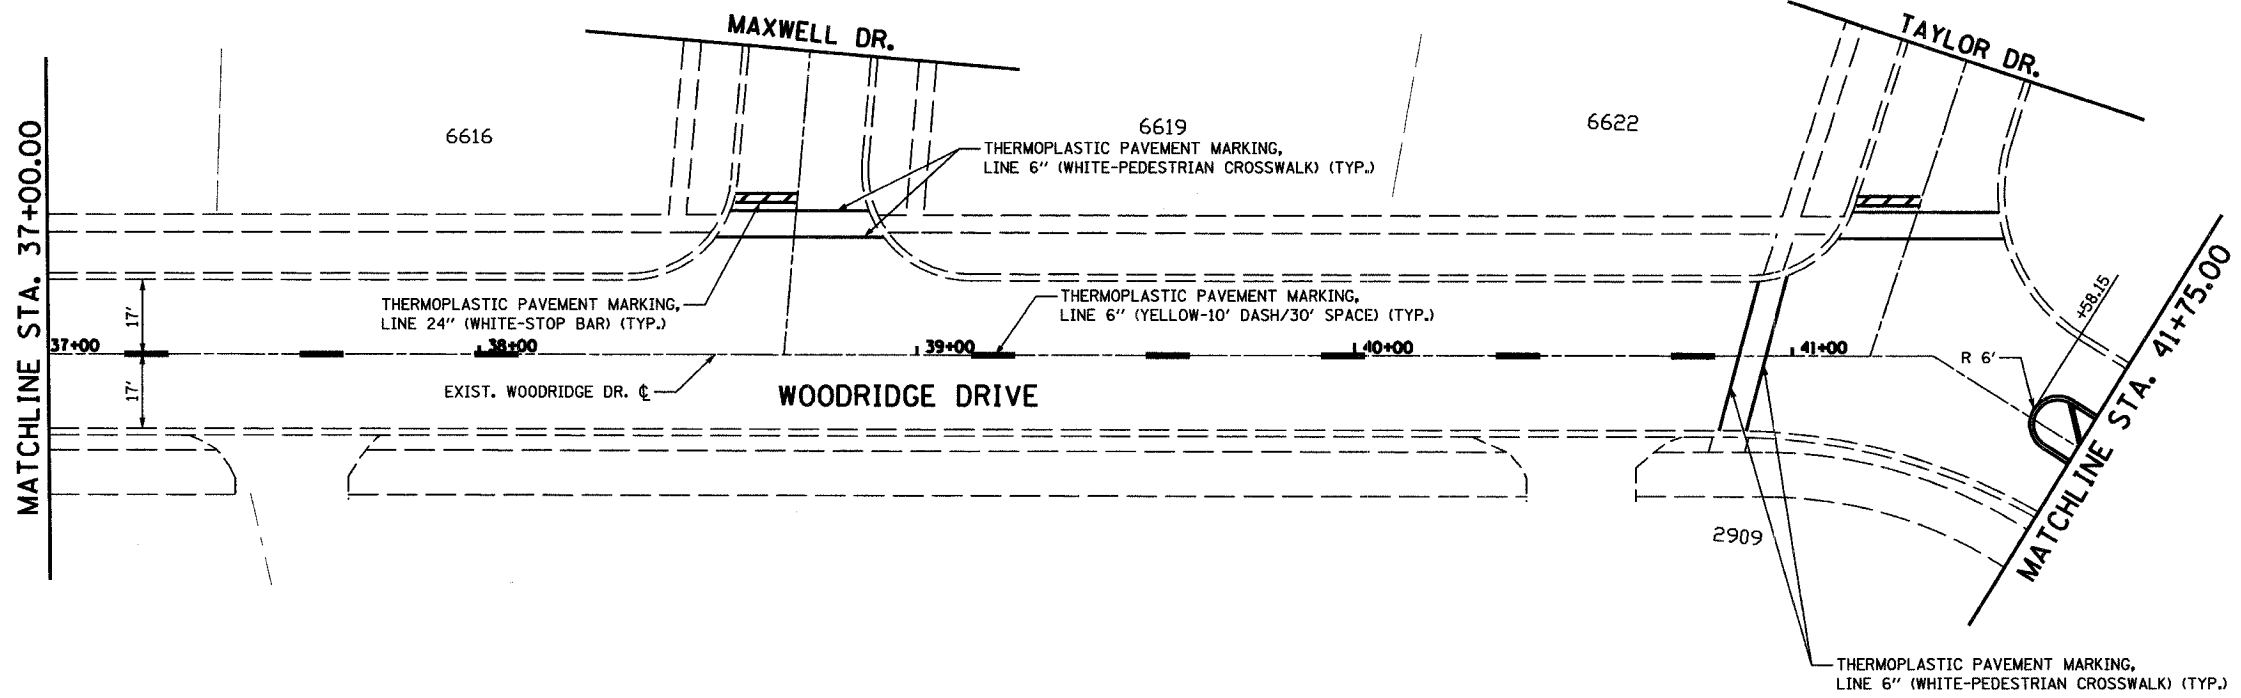 MAXWELL DR.
TAYLOR DR.
MATCHLINE STA. 37+00.00
6616
6619
6622
THERMOPLASTIC PAVEMENT MARKING,
LINE 6" (WHITE-PEDESTRIAN CROSSWALK) (TYP.)
THERMOPLASTIC PAVEMENT MARKING,
LINE 24" (WHITE-STOP BAR) (TYP.)
THERMOPLASTIC PAVEMENT MARKING,
LINE 6" (YELLOW-10' DASH/30' SPACE) (TYP.)
17'
17'
37+00
38+00
39+00
40+00
41+00
EXIST. WOODRIDGE DR. ℄
WOODRIDGE DRIVE
R 6'
+58.15
MATCHLINE STA. 41+75.00
2909
THERMOPLASTIC PAVEMENT MARKING,
LINE 6" (WHITE-PEDESTRIAN CROSSWALK) (TYP.)